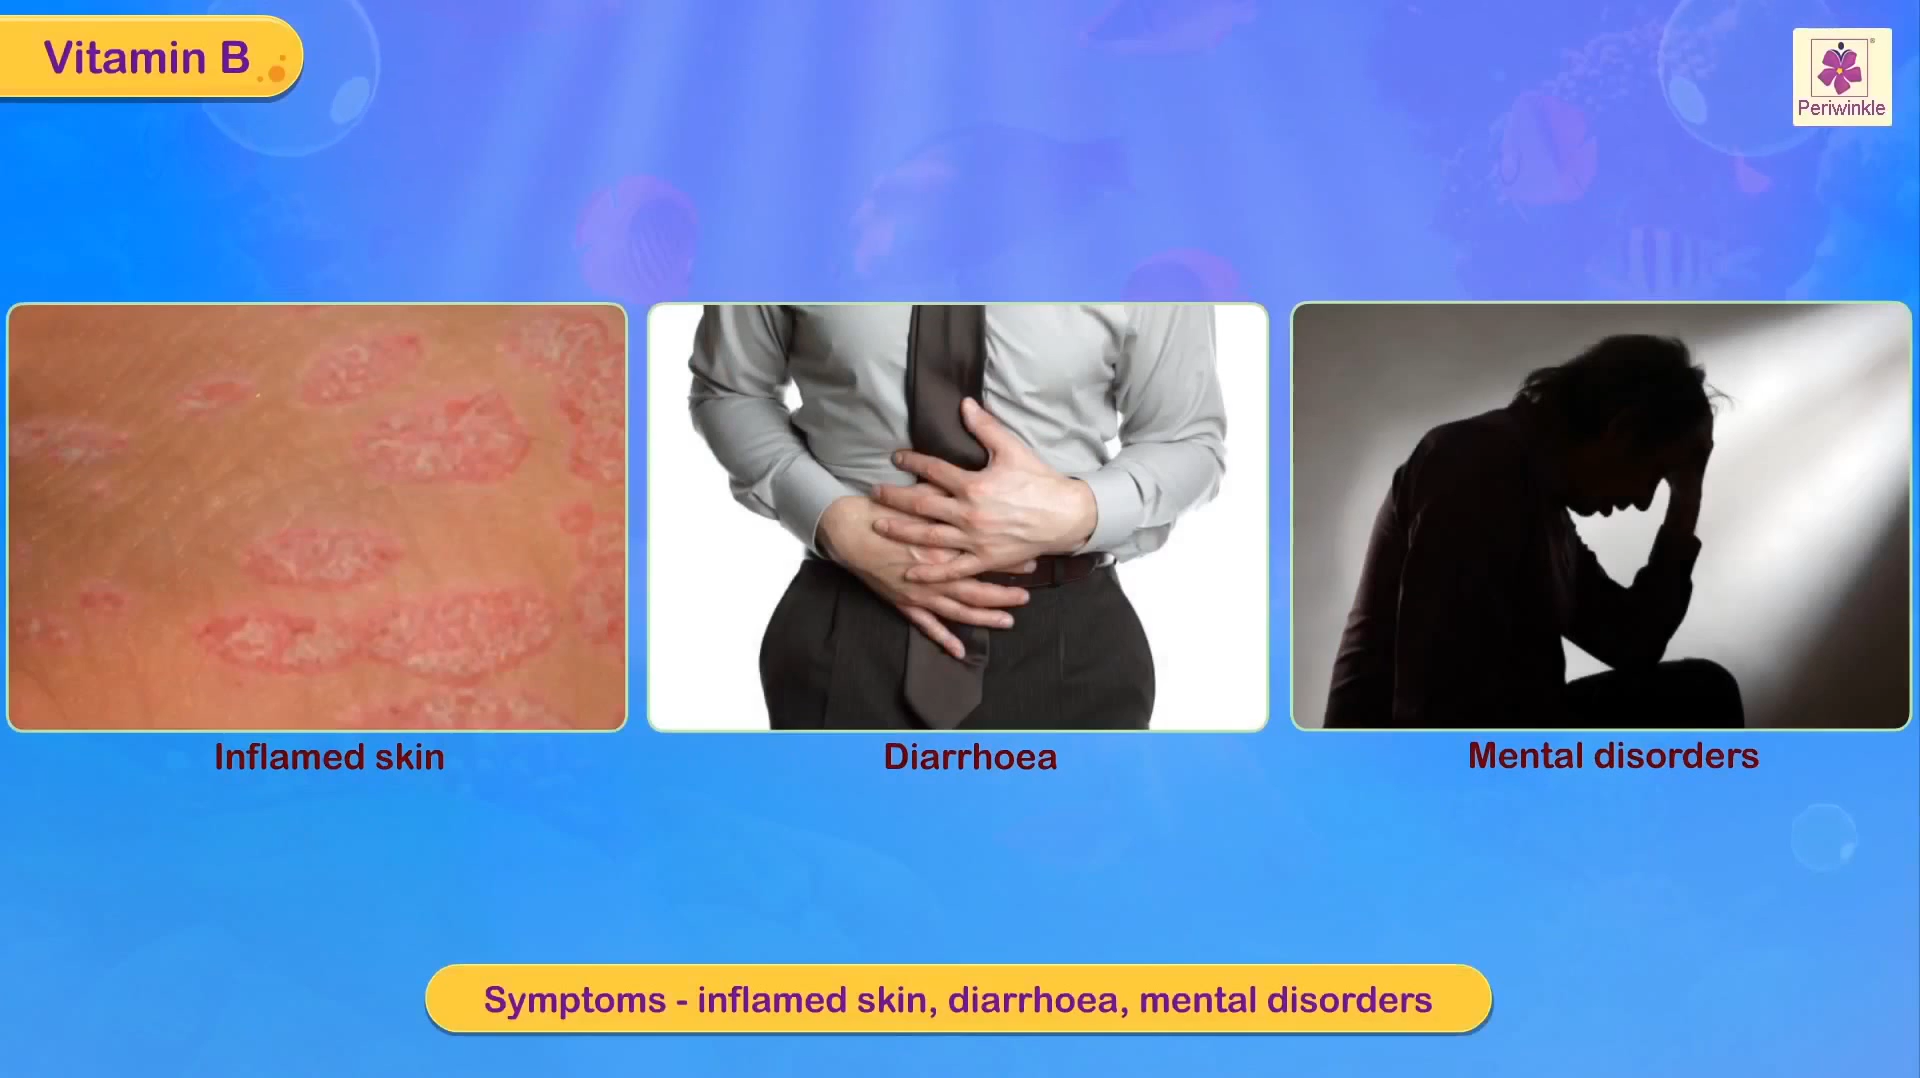 Vitamin B
Periwinkle
Inflamed skin
Diarrhoea
Mental disorders
Symptoms - inflamed skin, diarrhoea, mental disorders